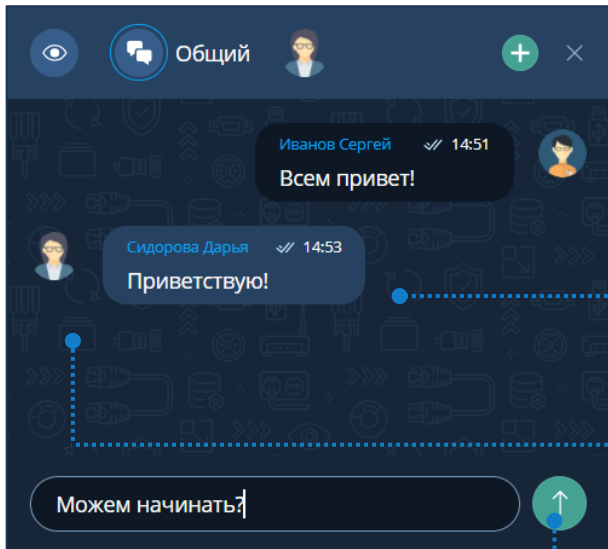 Общий
Иванов Сергей 14:51
Всем привет!
Сидорова Дарья 14:53
Приветствую!
Можем начинать?